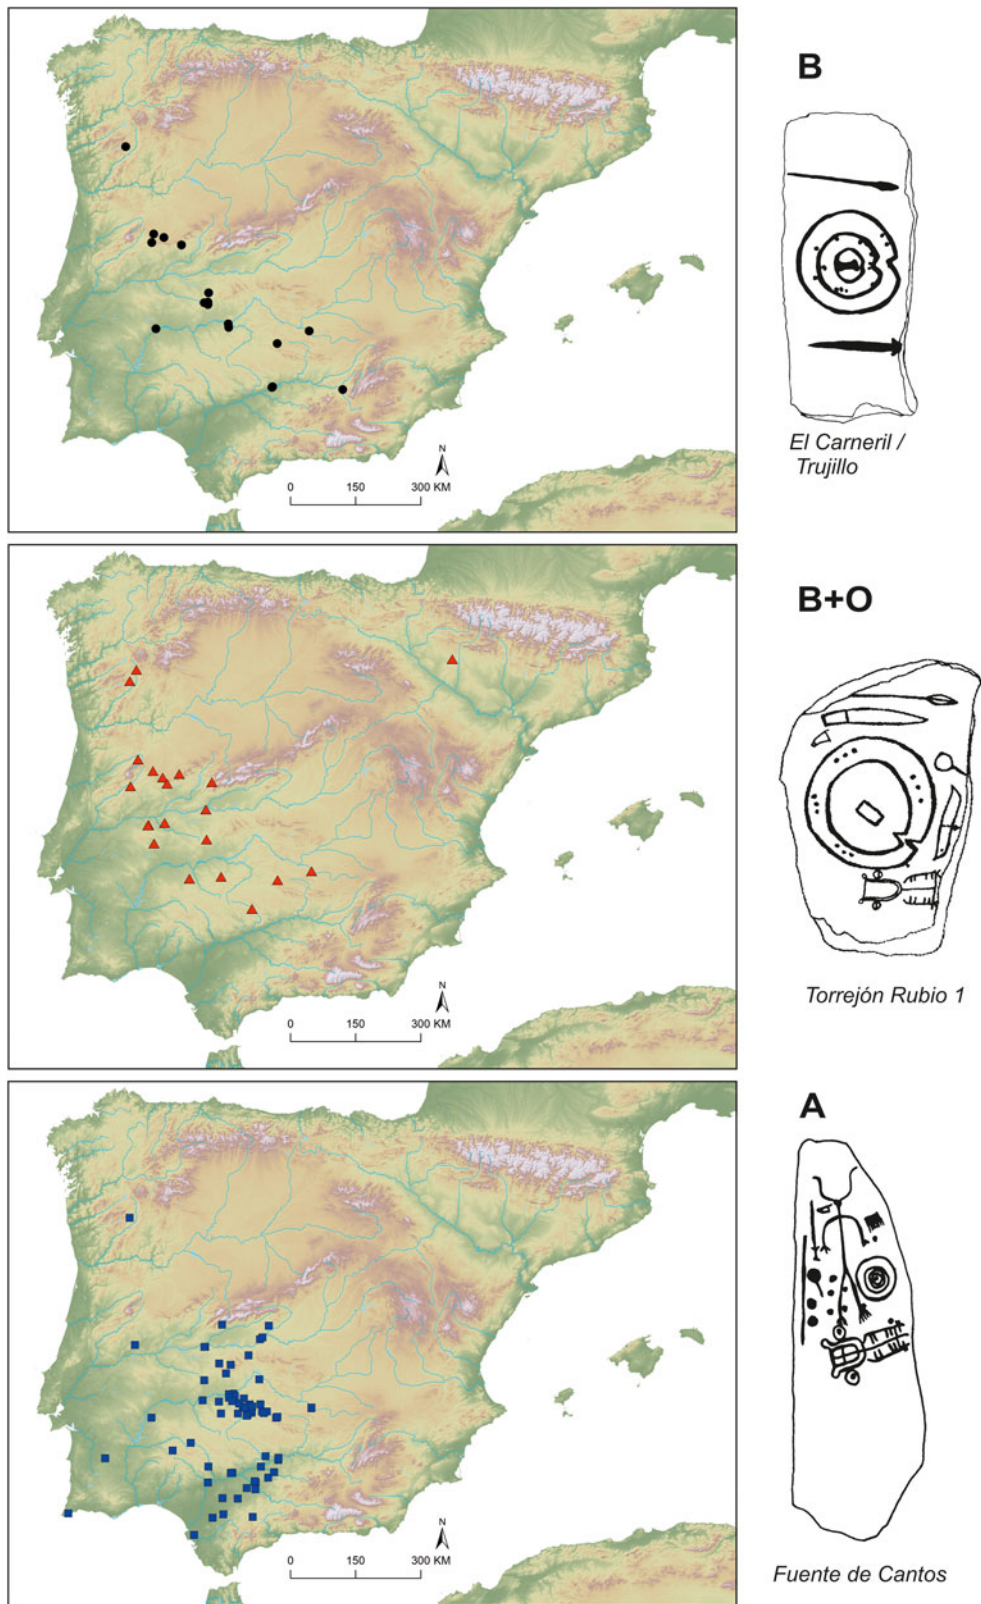 B
El Carneril /
Trujillo
N
0 150 300 KM
B+O
Torrejón Rubio 1
N
0 150 300 KM
A
Fuente de Cantos
N
0 150 300 KM